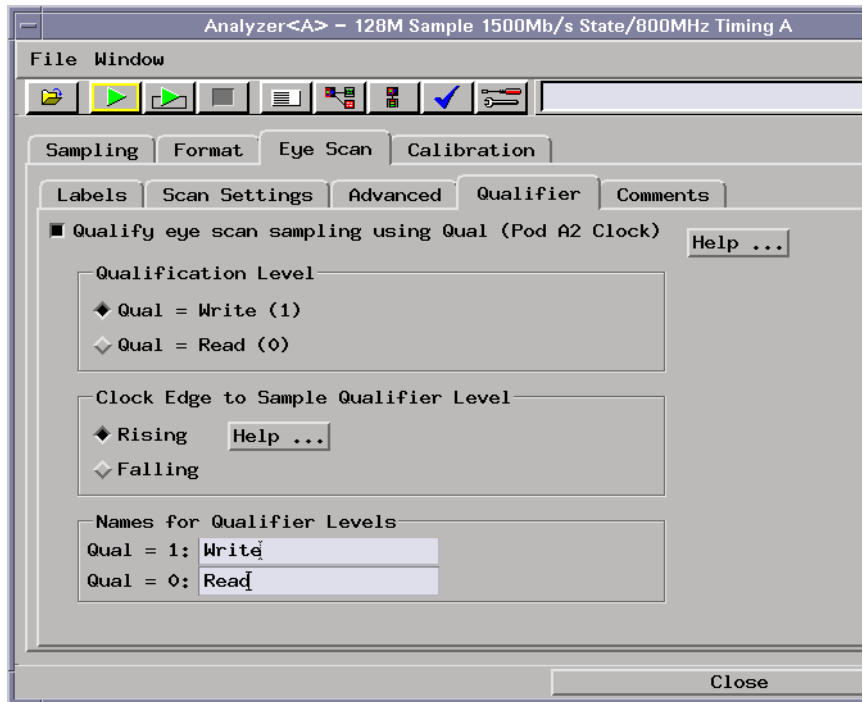 Analyzer<A> - 128M Sample 1500Mb/s State/800MHz Timing A
File Window
Sampling Format Eye Scan Calibration
Labels Scan Settings Advanced Qualifier Comments
Qualify eye scan sampling using Qual (Pod A2 Clock) Help ...
Qualification Level
Qual = Write (1)
Qual = Read (0)
Clock Edge to Sample Qualifier Level
Rising Help ...
Falling
Names for Qualifier Levels
Qual = 1: Write
Qual = 0: Read
Close